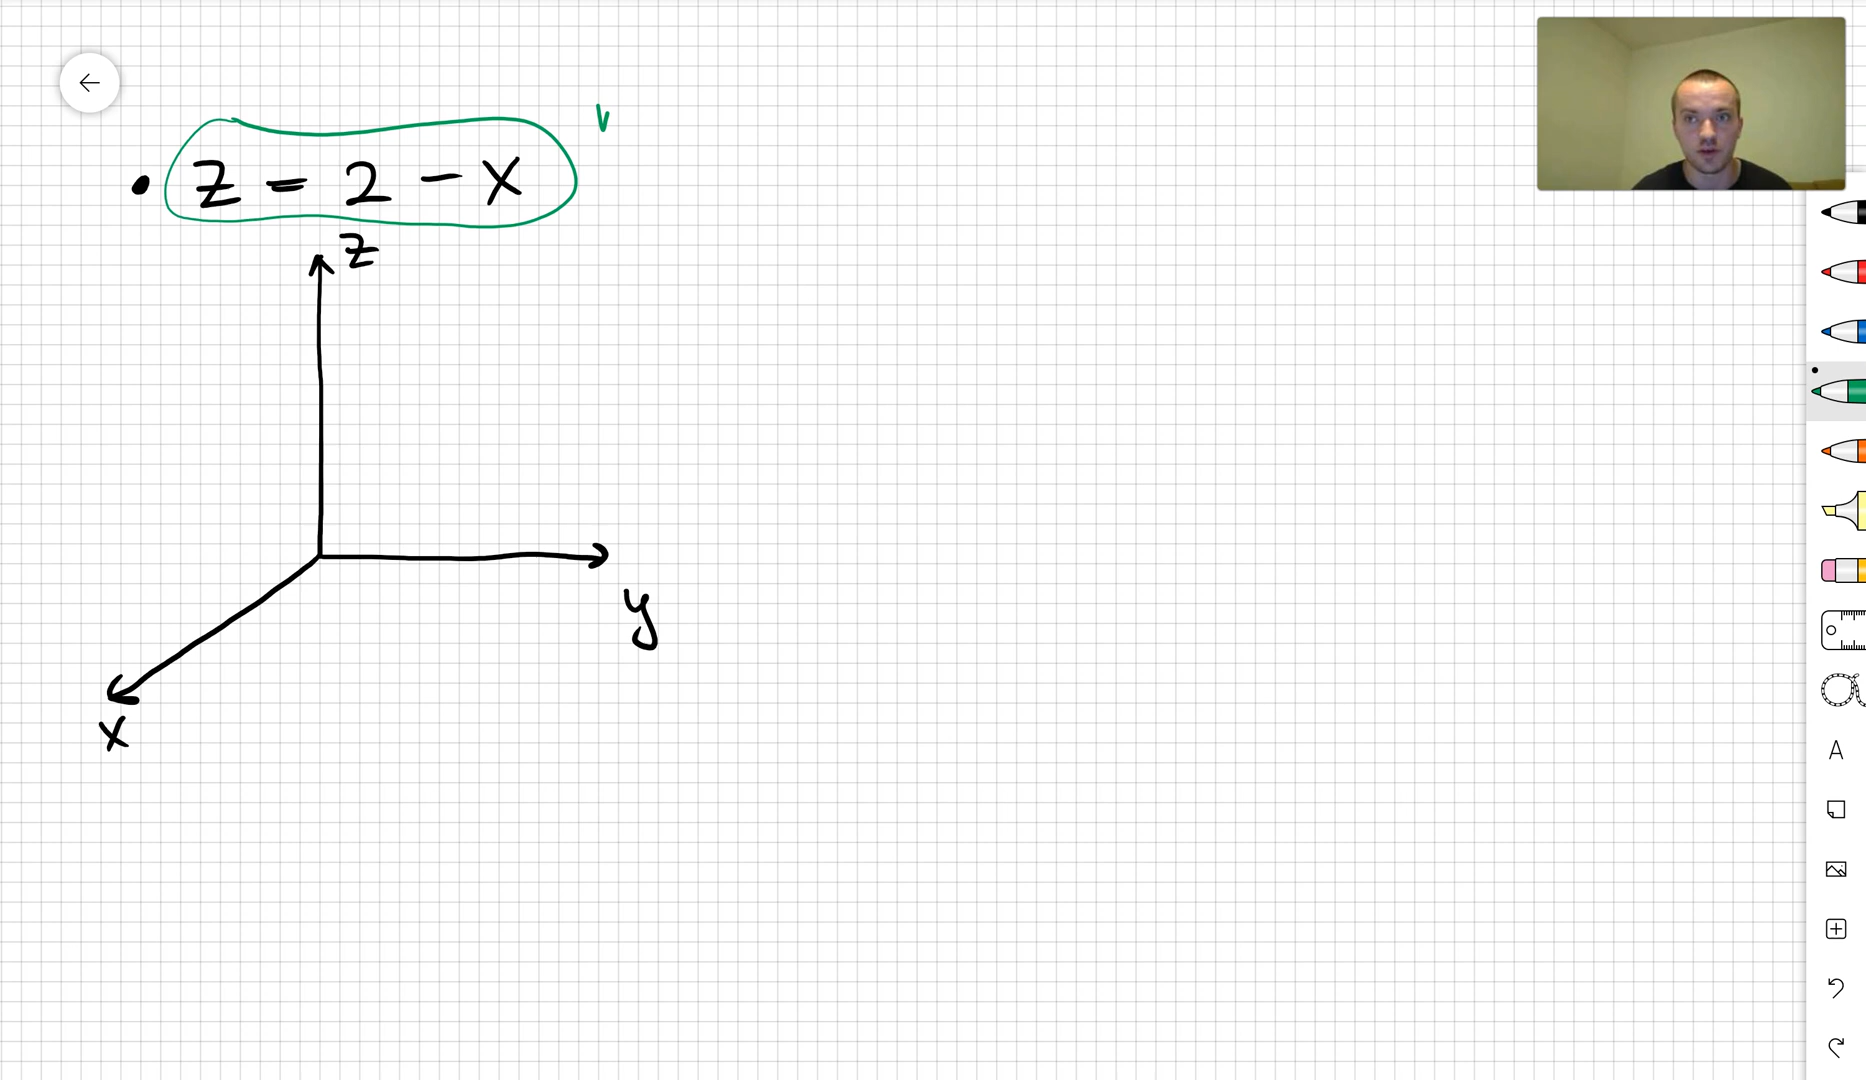 • Z = 2 - X
Z
y
X
A